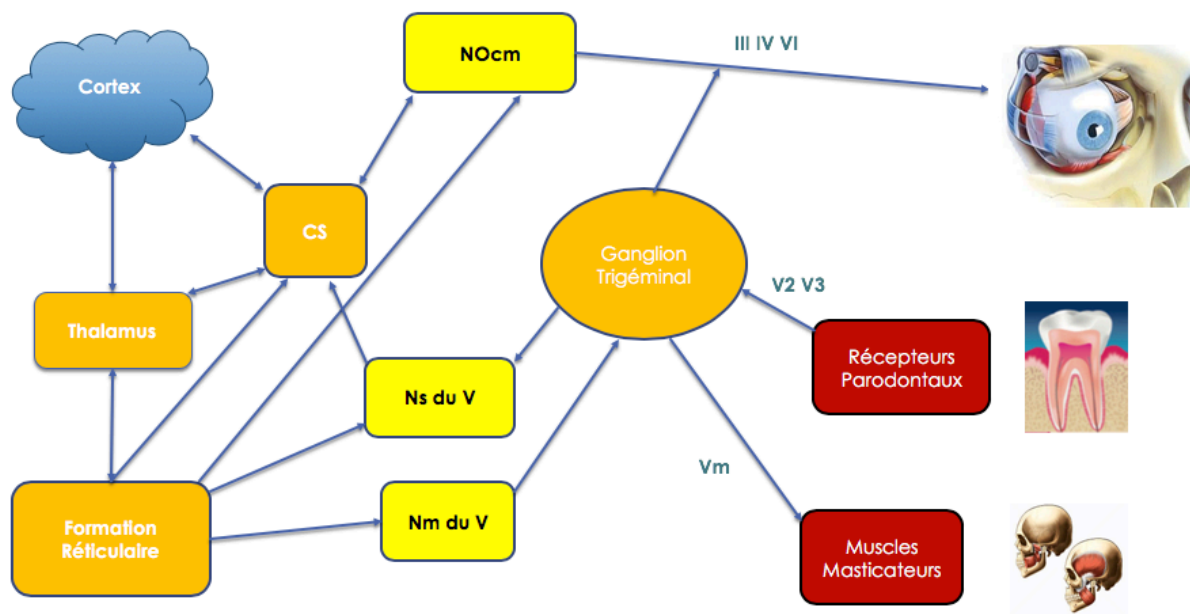 NOcm
III IV VI
Cortex
CS
Ganglion
Trigéminal
V2 V3
Thalamus
Récepteurs
Parodontaux
Ns du V
Vm
Formation
Réticulaire
Nm du V
Muscles
Masticateurs